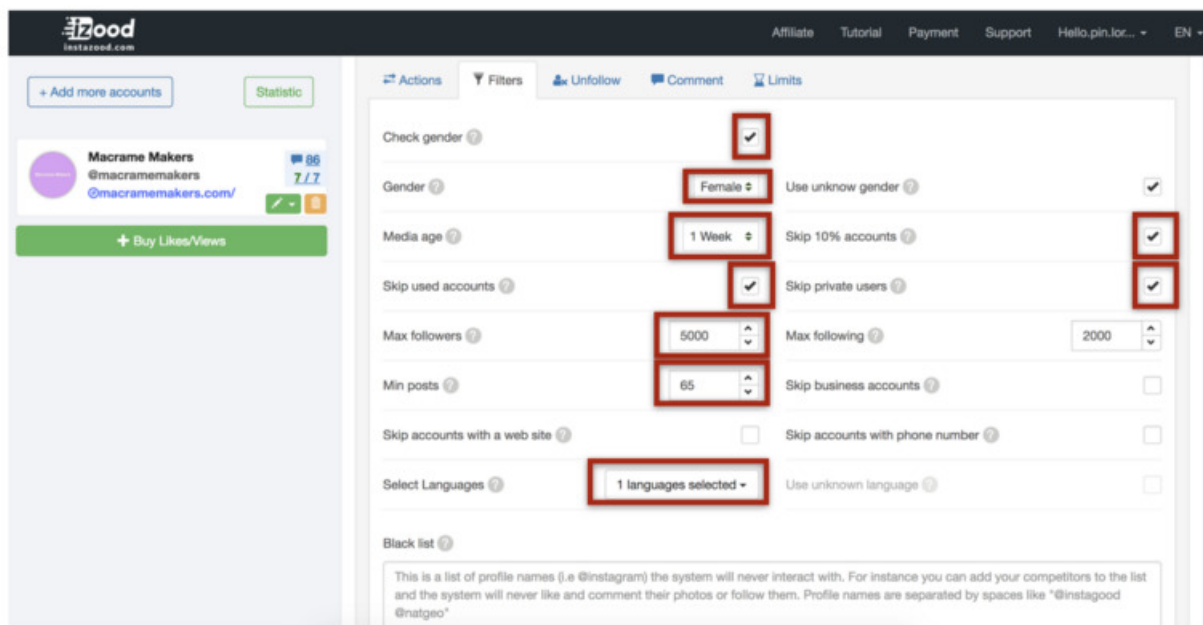 izood
instazood.com
Affiliate Tutorial Payment Support Hello.pin.lor... EN
+ Add more accounts
Statistic
Macrame Makers
@macramemakers
macramemakers.com/
86
7 / 7
+ Buy Likes/Views
Actions Filters Unfollow Comment Limits
Check gender
Gender Female Use unknow gender
Media age 1 Week Skip 10% accounts
Skip used accounts Skip private users
Max followers 5000 Max following 2000
Min posts 65 Skip business accounts
Skip accounts with a web site Skip accounts with phone number
Select Languages 1 languages selected Use unknown language
Black list
This is a list of profile names (i.e @instagram) the system will never interact with. For instance you can add your competitors to the list
and the system will never like and comment their photos or follow them. Profile names are separated by spaces like "@instagood
@natgeo"